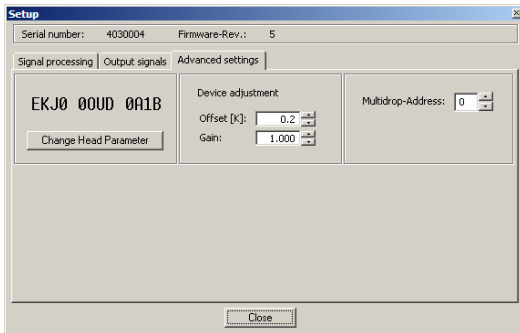 Setup
Serial number: 4030004 Firmware-Rev.: 5
Signal processing Output signals Advanced settings
EKJ0 0OUD 0A1B
Change Head Parameter
Device adjustment
Offset [K]: 0.2
Gain: 1.000
Multidrop-Address: 0
Close